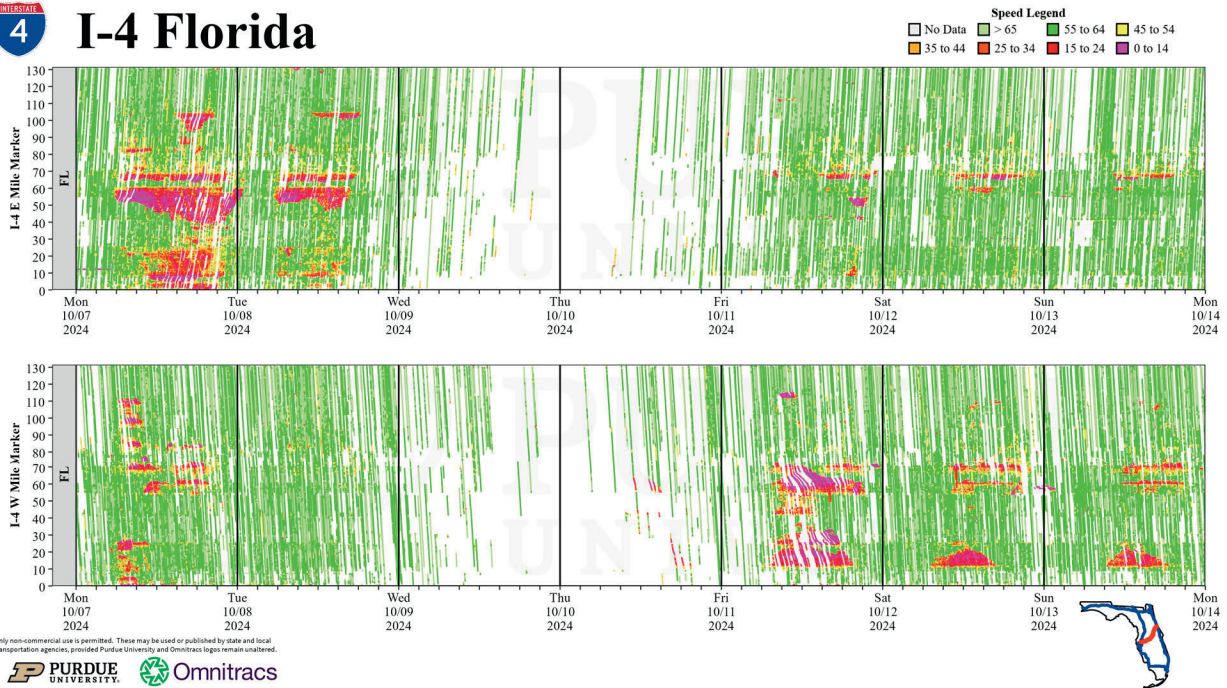 INTERSTATE
4
I-4 Florida
Speed Legend
No Data > 65 55 to 64 45 to 54
35 to 44 25 to 34 15 to 24 0 to 14
I-4 E Mile Marker
FL
130
120
110
100
90
80
70
60
50
40
30
20
10
0
Mon Tue Wed Thu Fri Sat Sun Mon
10/07 10/08 10/09 10/10 10/11 10/12 10/13 10/14
2024 2024 2024 2024 2024 2024 2024 2024
I-4 W Mile Marker
FL
130
120
110
100
90
80
70
60
50
40
30
20
10
0
Mon Tue Wed Thu Fri Sat Sun Mon
10/07 10/08 10/09 10/10 10/11 10/12 10/13 10/14
2024 2024 2024 2024 2024 2024 2024 2024
non-commercial use is permitted. These may be used or published by state and local
agencies, provided Purdue University and Omnitracs logos remain unaltered.
P PURDUE
UNIVERSITY.
Omnitracs